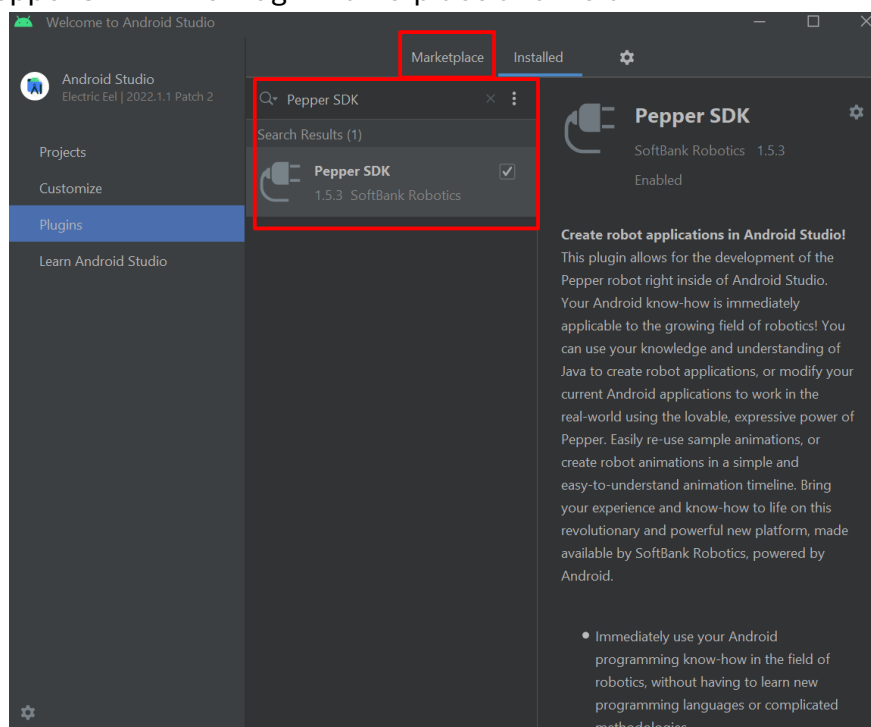 Welcome to Android Studio
Android Studio
Electric Eel | 2022.1.1 Patch 2
Projects
Customize
Plugins
Learn Android Studio
Marketplace
Installed
Pepper SDK
Search Results (1)
Pepper SDK
1.5.3 SoftBank Robotics
Pepper SDK
SoftBank Robotics 1.5.3
Enabled
Create robot applications in Android Studio!
This plugin allows for the development of the
Pepper robot right inside of Android Studio.
Your Android know-how is immediately
applicable to the growing field of robotics! You
can use your knowledge and understanding of
Java to create robot applications, or modify your
current Android applications to work in the
real-world using the lovable, expressive power of
Pepper. Easily re-use sample animations, or
create robot animations in a simple and
easy-to-understand animation timeline. Bring
your experience and know-how to life on this
revolutionary and powerful new platform, made
available by SoftBank Robotics, powered by
Android.
Immediately use your Android
programming know-how in the field of
robotics, without having to learn new
programming languages or complicated
methodologies